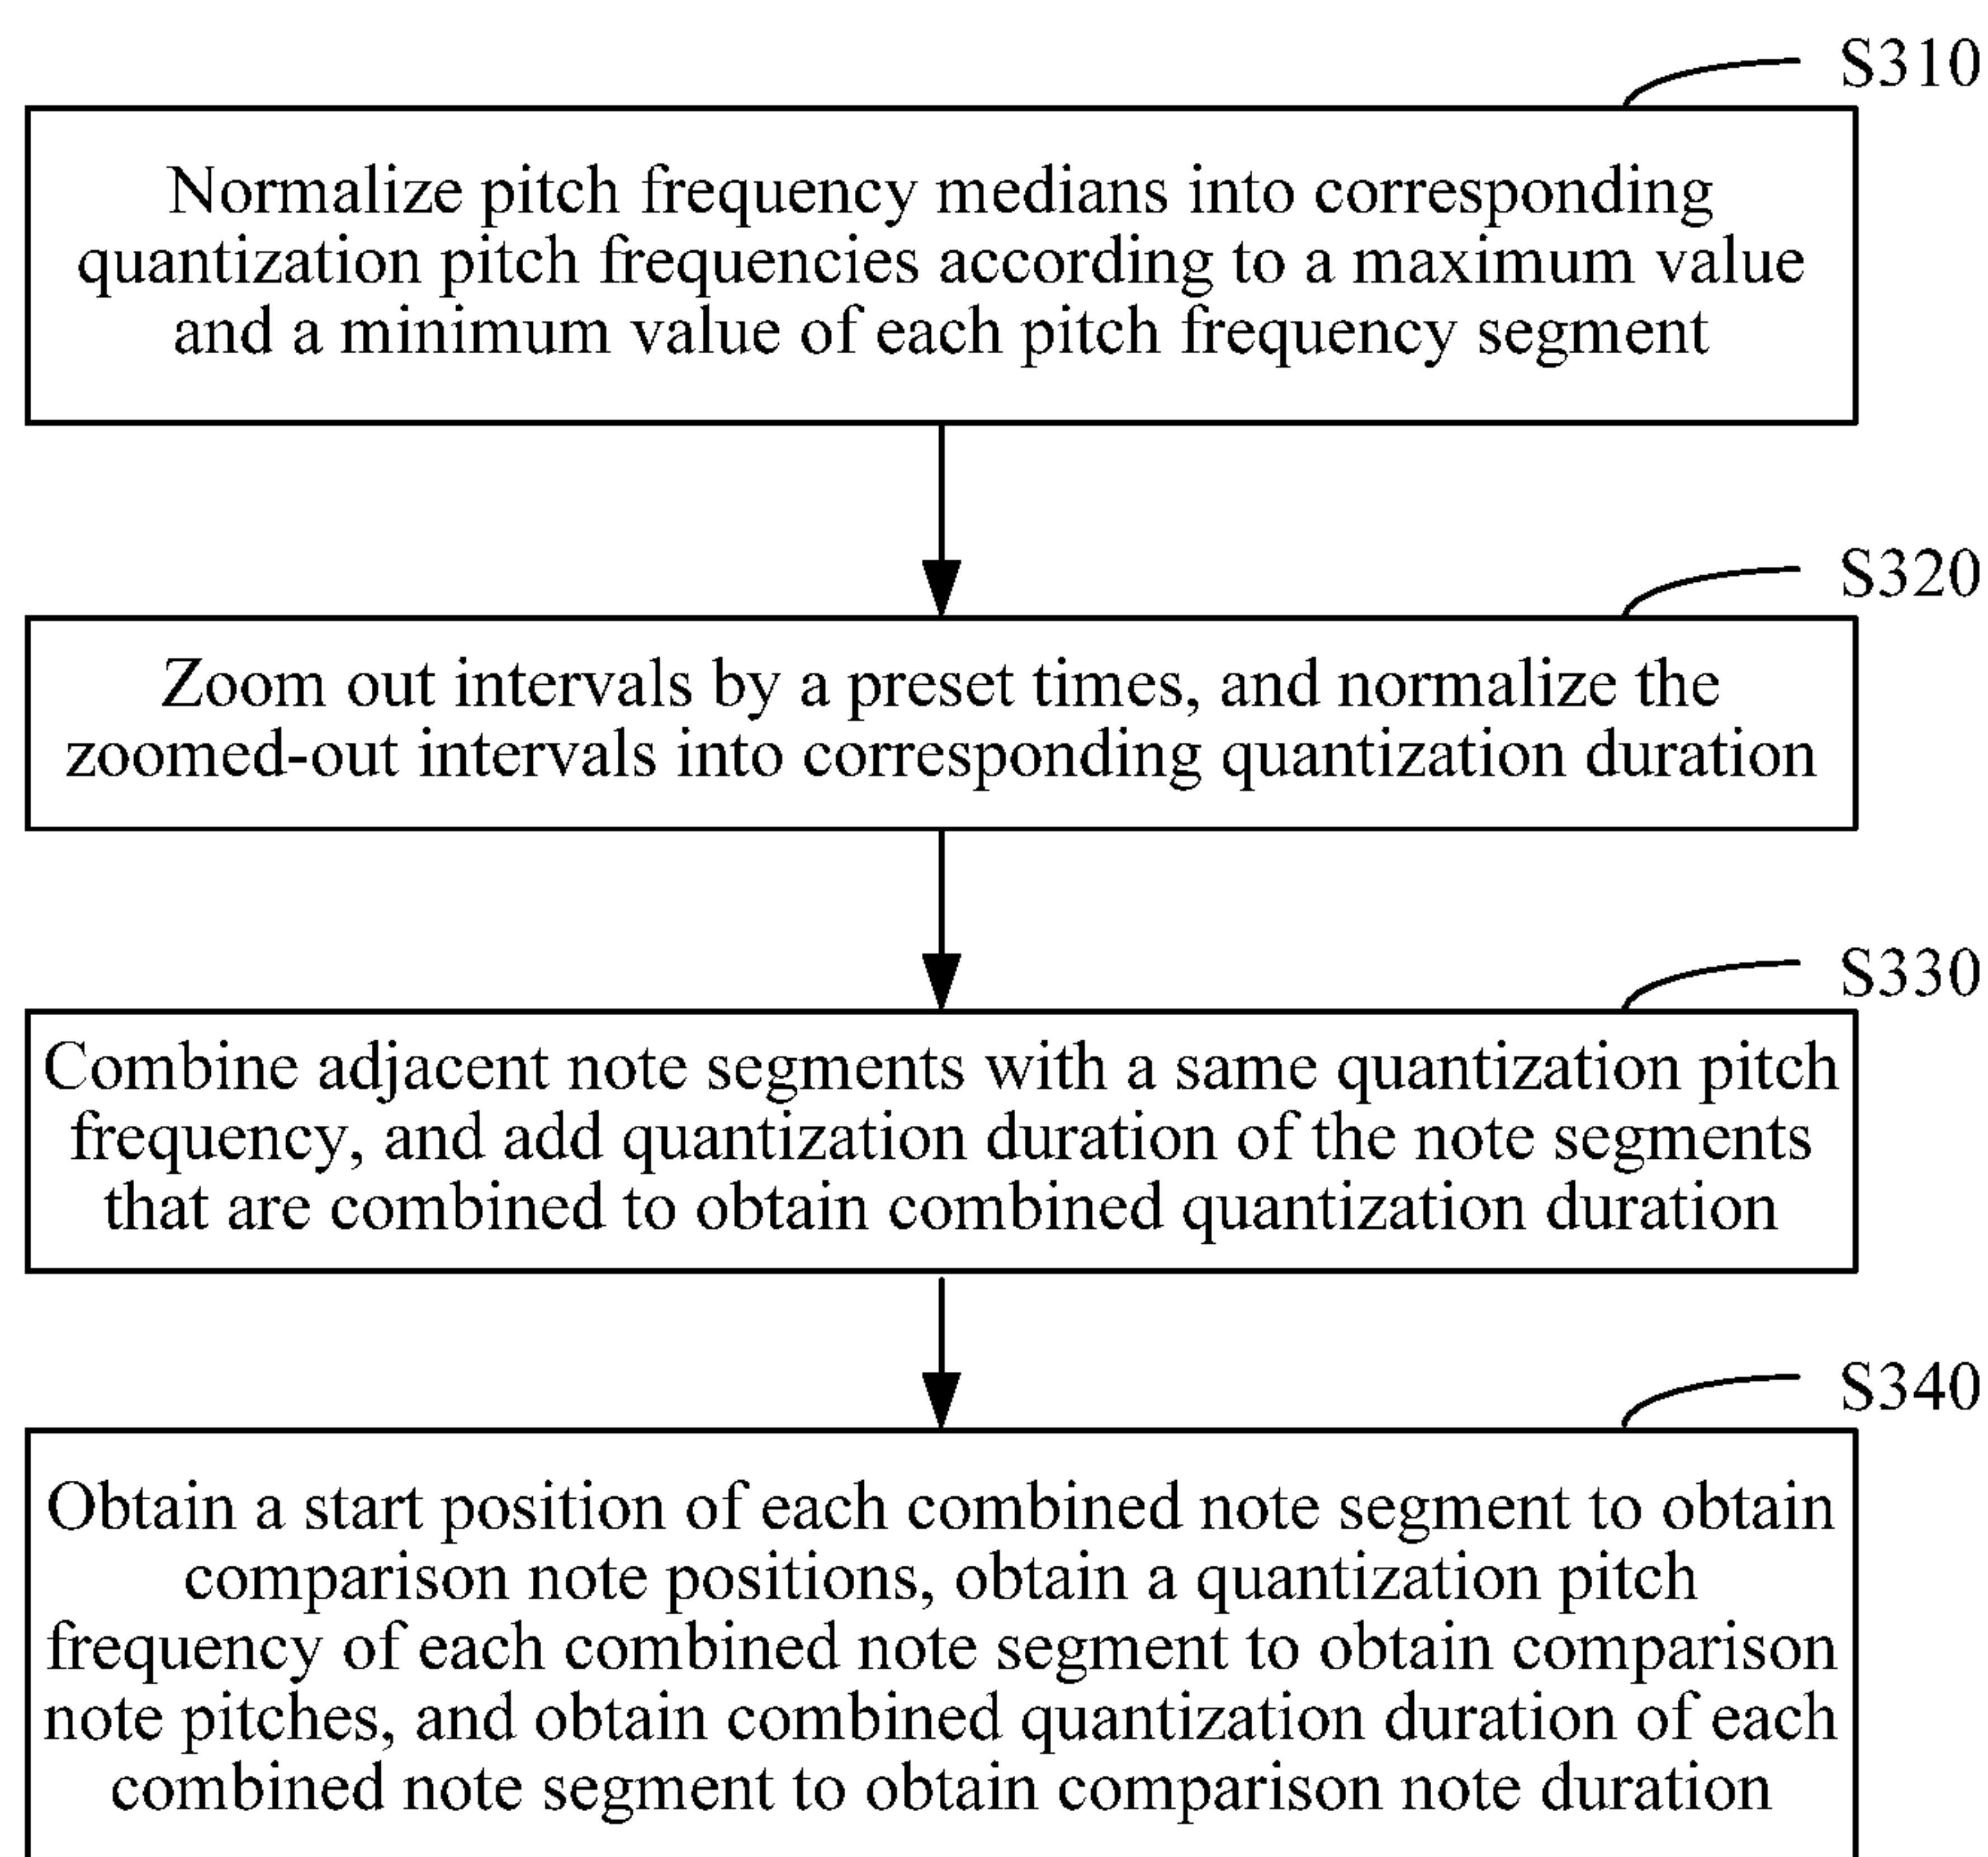 S310
Normalize pitch frequency medians into corresponding
quantization pitch frequencies according to a maximum value
and a minimum value of each pitch frequency segment
S320
Zoom out intervals by a preset times, and normalize the
zoomed-out intervals into corresponding quantization duration
S330
Combine adjacent note segments with a same quantization pitch
frequency, and add quantization duration of the note segments
that are combined to obtain combined quantization duration
S340
Obtain a start position of each combined note segment to obtain
comparison note positions, obtain a quantization pitch
frequency of each combined note segment to obtain comparison
note pitches, and obtain combined quantization duration of each
combined note segment to obtain comparison note duration